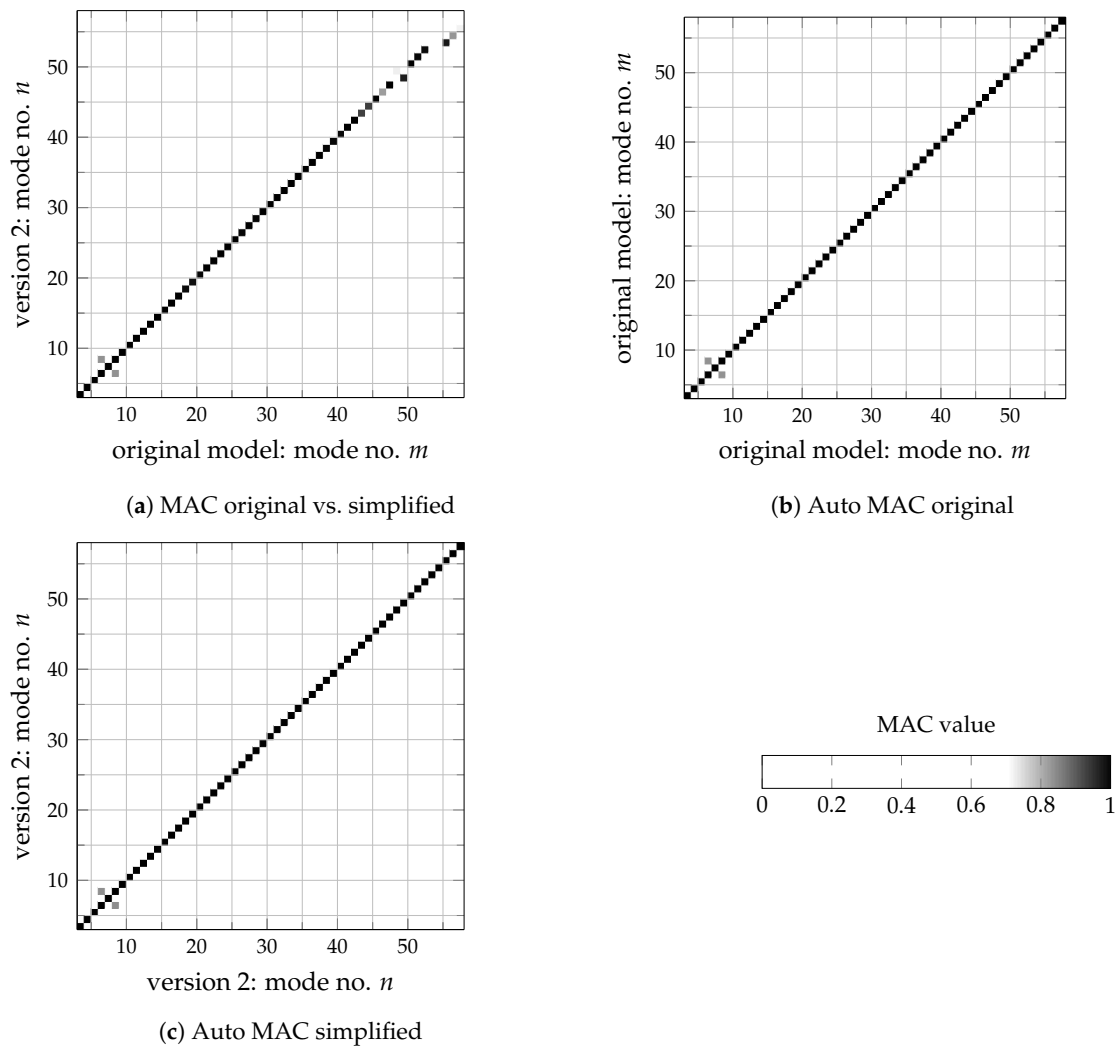 50
40
30
20
10
version 2: mode no. n
10 20 30 40 50
original model: mode no. m
(a) MAC original vs. simplified
50
40
30
20
10
original model: mode no. m
10 20 30 40 50
original model: mode no. m
(b) Auto MAC original
50
40
30
20
10
version 2: mode no. n
10 20 30 40 50
version 2: mode no. n
(c) Auto MAC simplified
MAC value
0 0.2 0.4 0.6 0.8 1